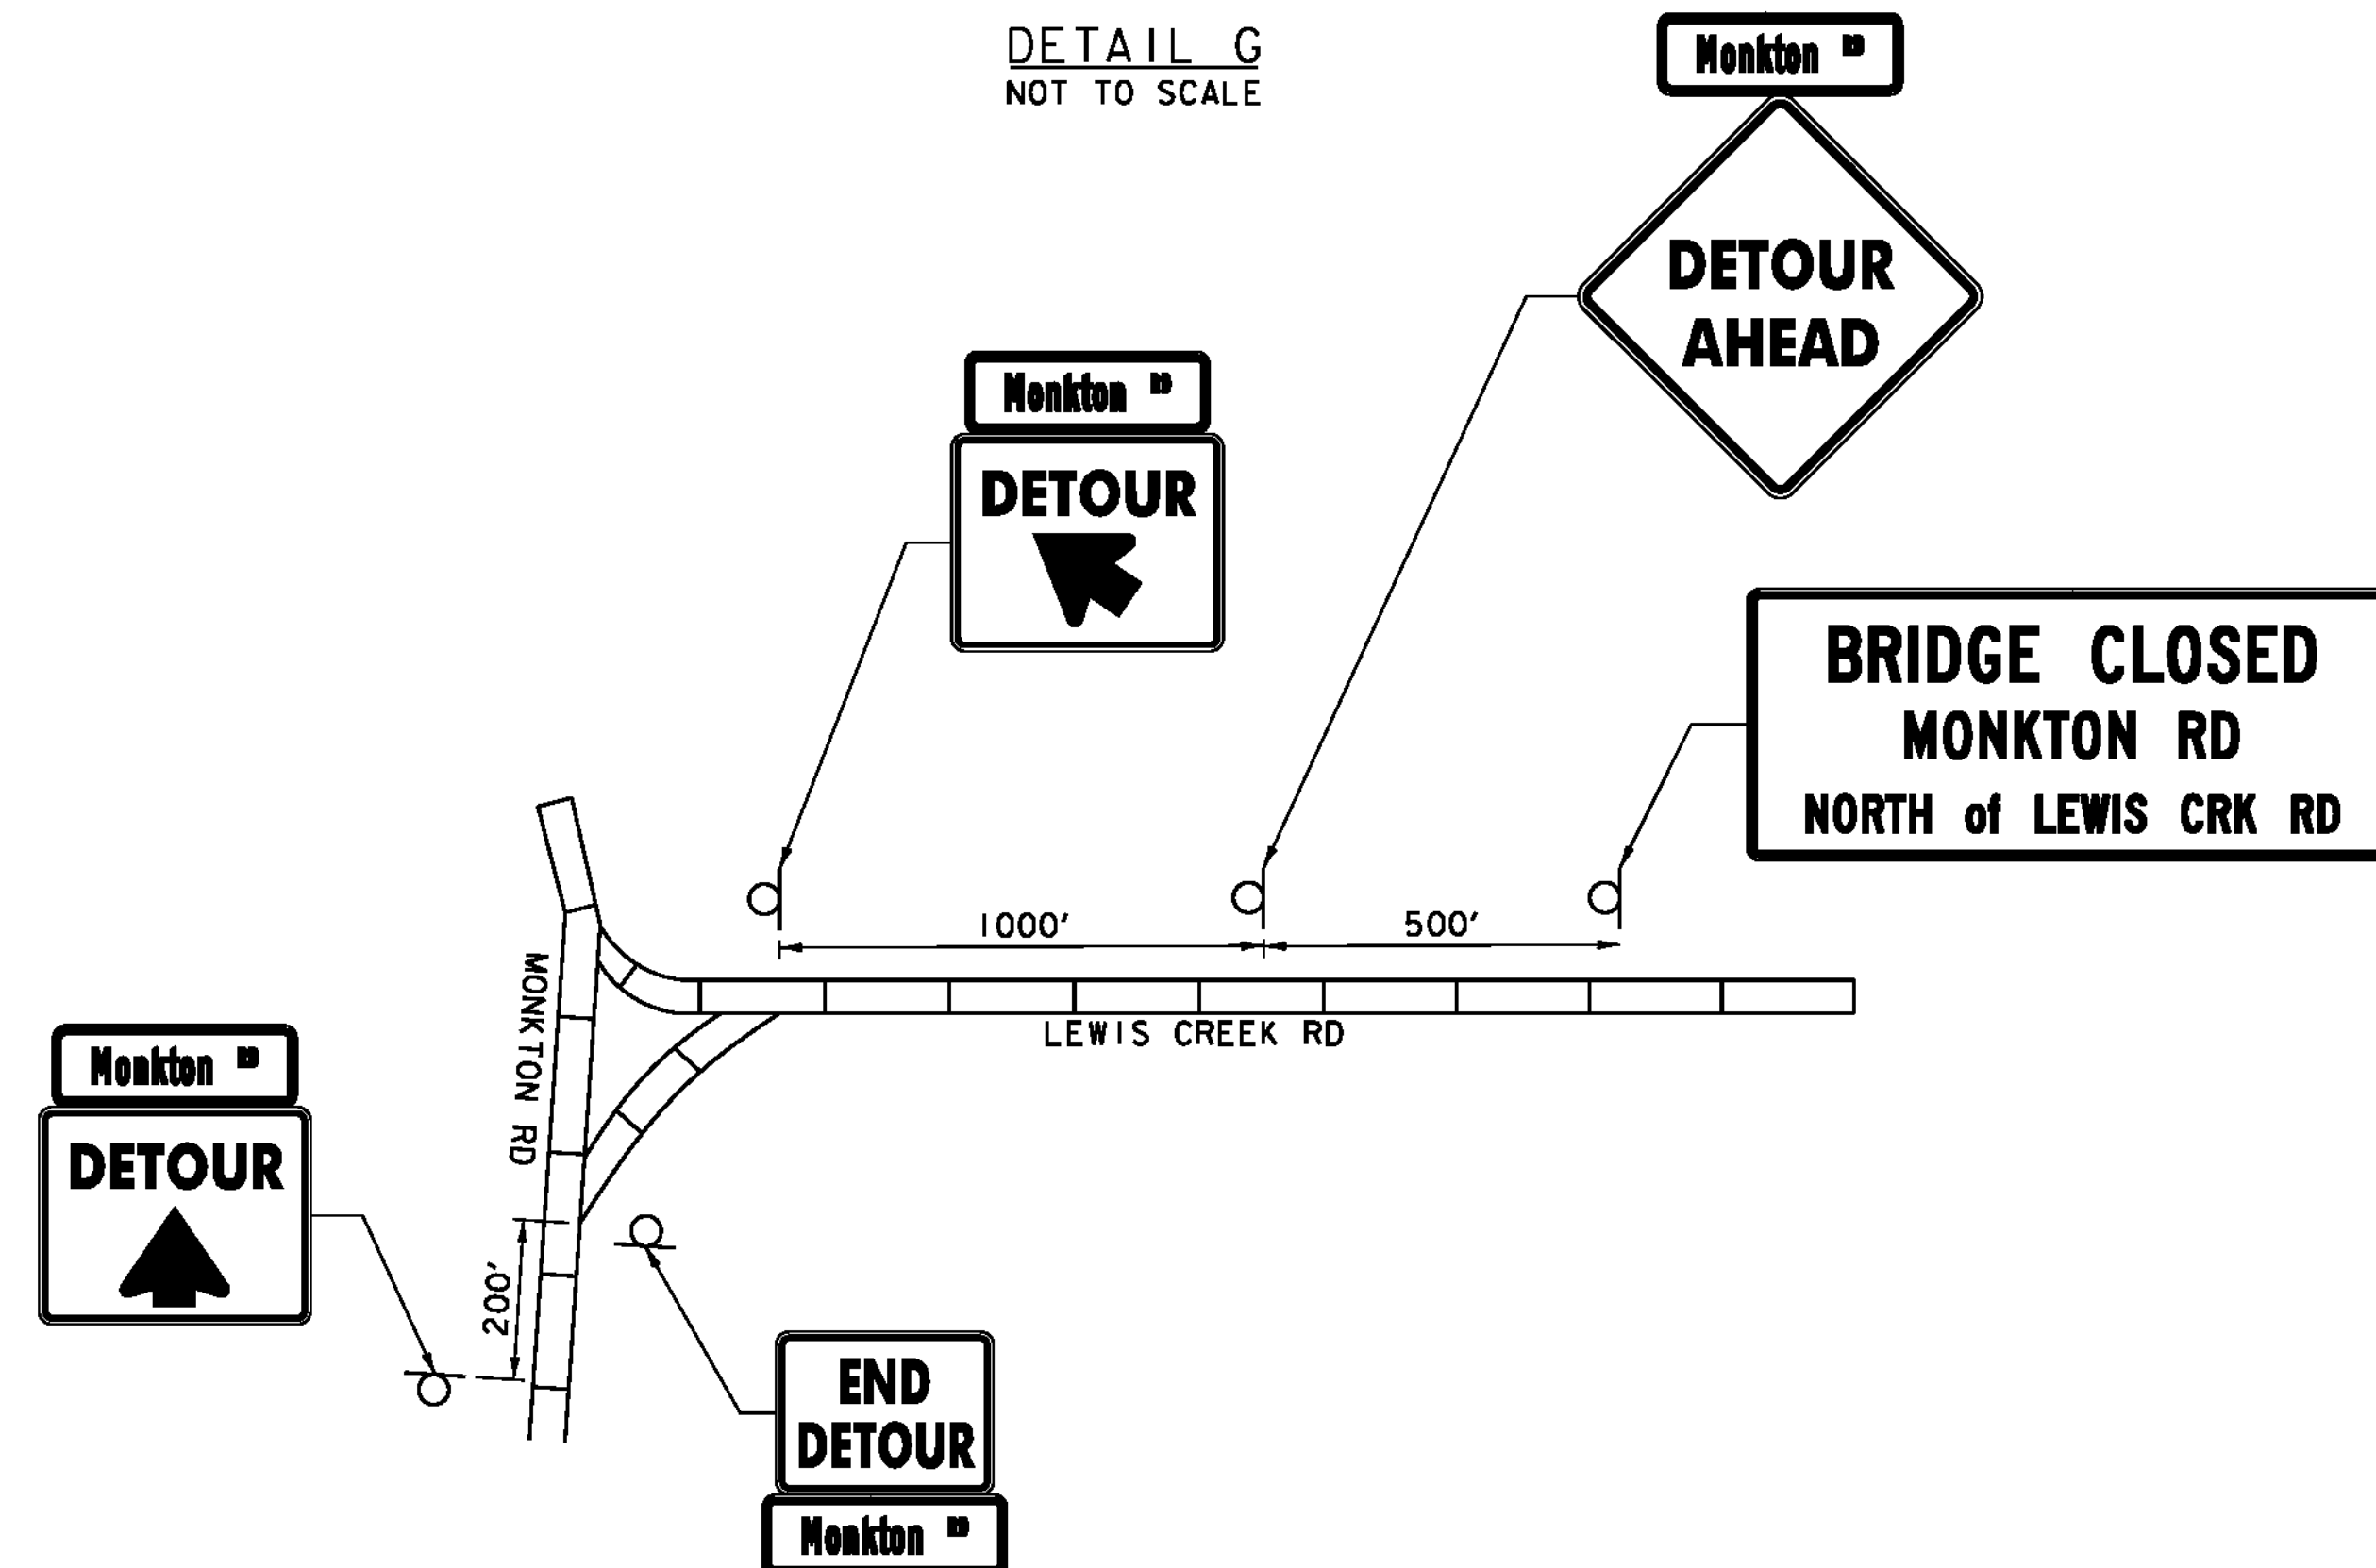 DETAIL G
NOT TO SCALE
Monkton RD
DETOUR
AHEAD
Monkton RD
DETOUR
BRIDGE CLOSED
MONKTON RD
NORTH of LEWIS CRK RD
1000'
500'
MONKTON RD
LEWIS CREEK RD
Monkton RD
DETOUR
200'
END
DETOUR
Monkton RD